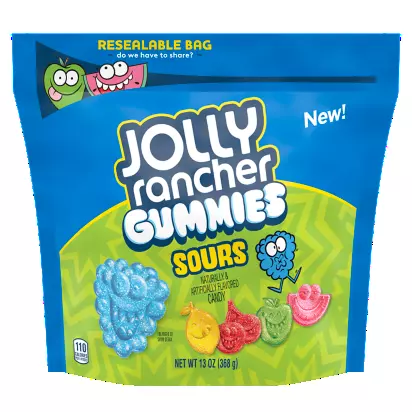 RESEALABLE BAG
do we have to share?
New!
JOLLY
rancher
GUMMIES
SOURS
NATURALLY &
ARTIFICIALLY FLAVORED
CANDY
110
CALORIES
NET WT 13 OZ (368 g)